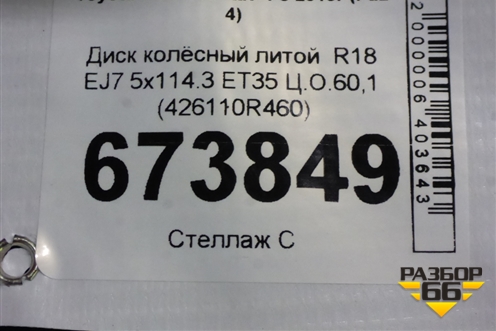 4)
Диск колёсный литой R18
EJ7 5x114.3 ET35 Ц.О.60,1
(426110R460)
673849
Стеллаж С
2000006403643
РАЗБОР
66